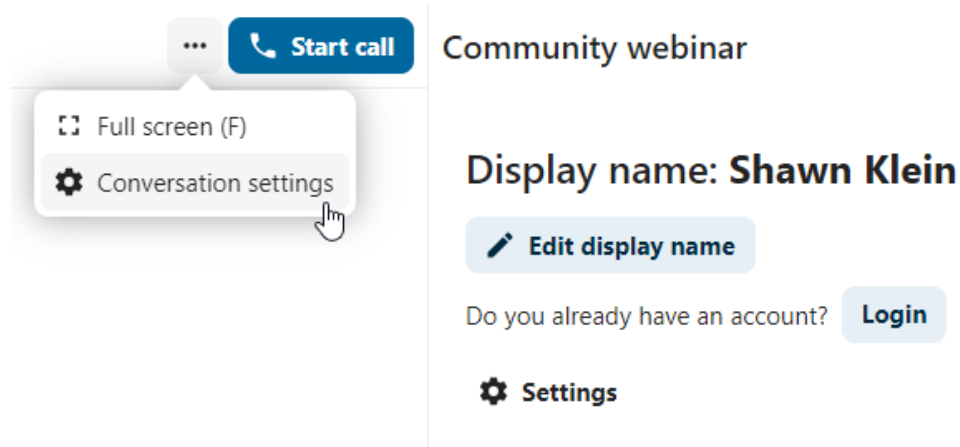 Start call
Full screen (F)
Conversation settings
Community webinar
Display name: Shawn Klein
Edit display name
Do you already have an account? Login
Settings